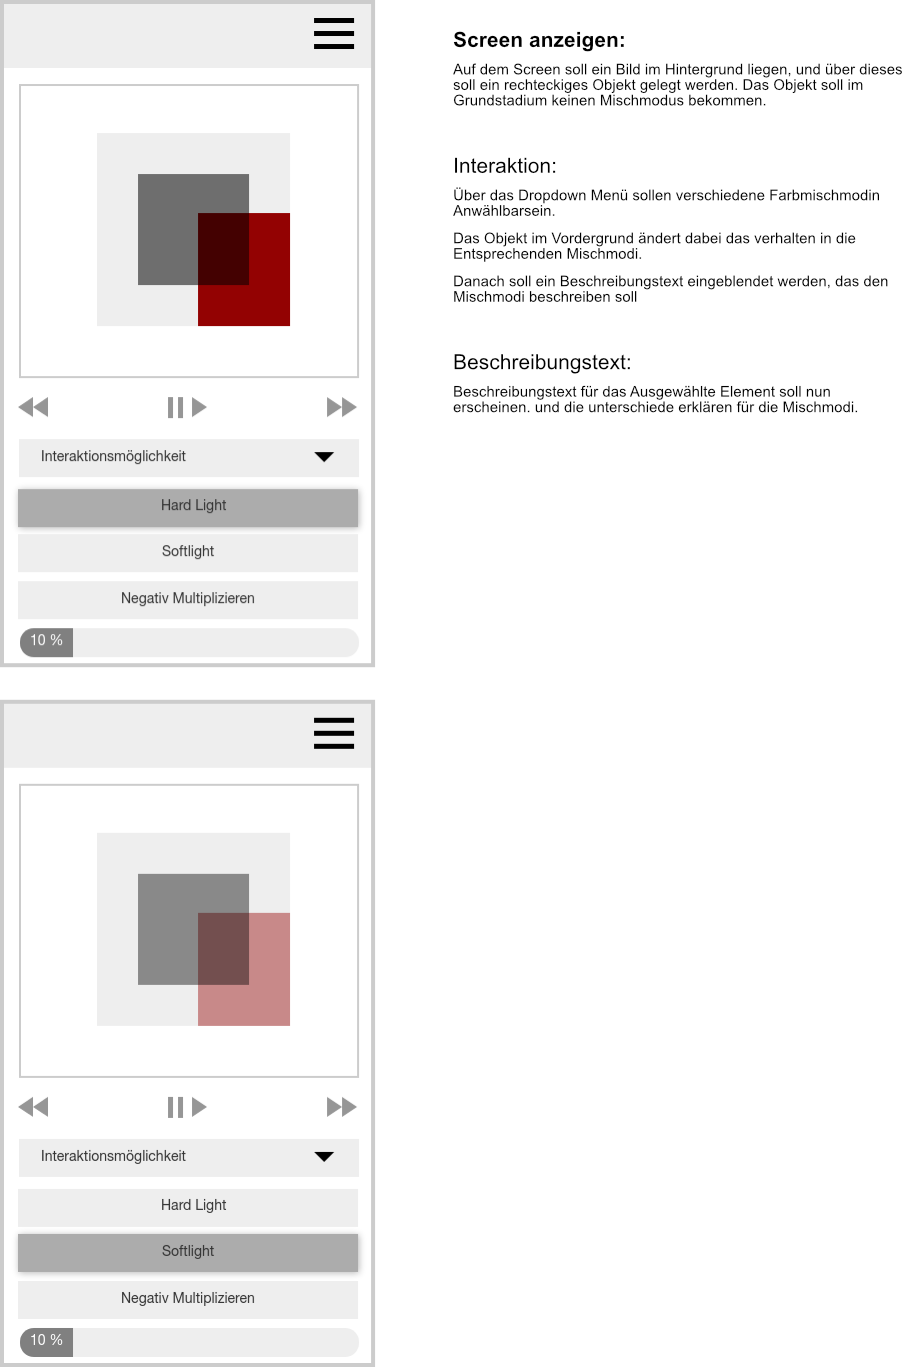 Screen anzeigen:
Auf dem Screen soll ein Bild im Hintergrund liegen, und über dieses
soll ein rechteckiges Objekt gelegt werden. Das Objekt soll im
Grundstadium keinen Mischmodus bekommen.
Interaktion:
Über das Dropdown Menü sollen verschiedene Farbmischmodin
Anwählbarsein.
Das Objekt im Vordergrund ändert dabei das verhalten in die
Entsprechenden Mischmodi.
Danach soll ein Beschreibungstext eingeblendet werden, das den
Mischmodi beschreiben soll
Beschreibungstext:
Beschreibungstext für das Ausgewählte Element soll nun
erscheinen. und die unterschiede erklären für die Mischmodi.
Interaktionsmöglichkeit
Hard Light
Softlight
Negativ Multiplizieren
10 %
Interaktionsmöglichkeit
Hard Light
Softlight
Negativ Multiplizieren
10 %